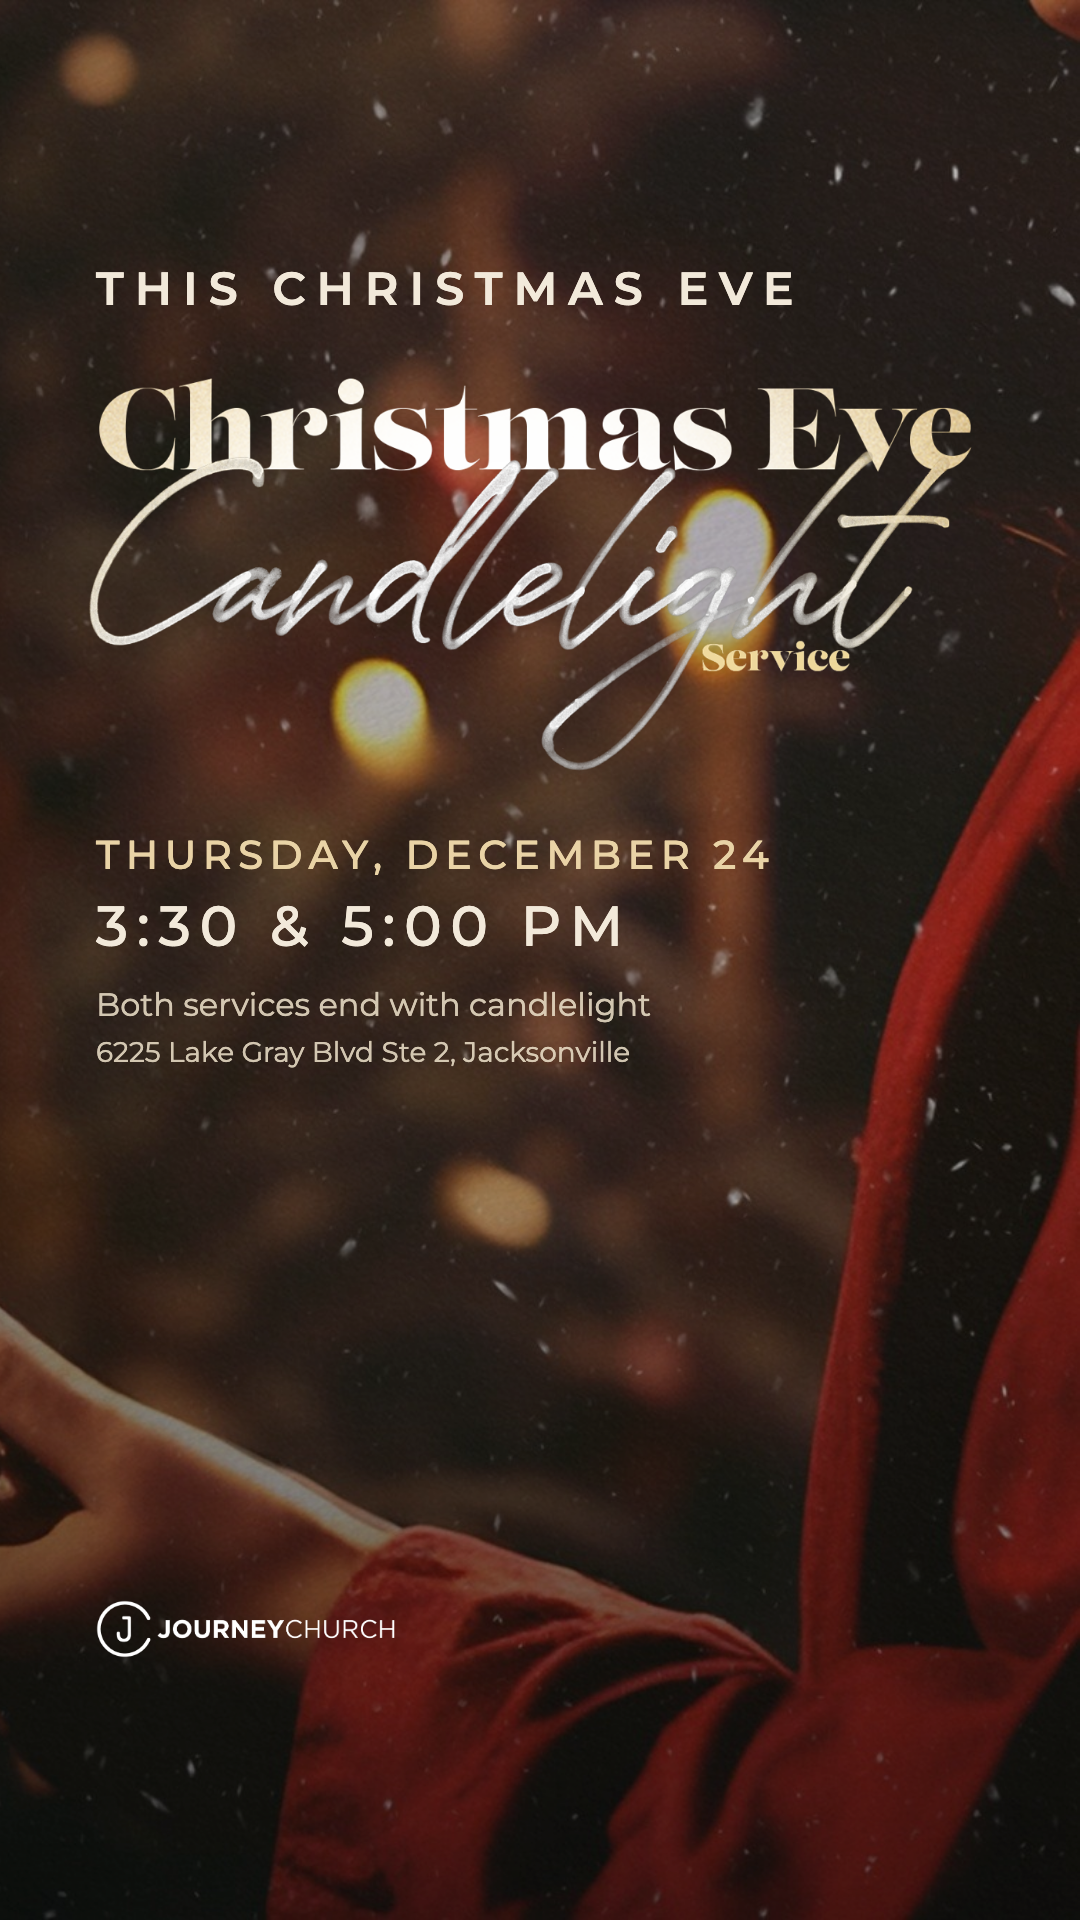 THIS CHRISTMAS EVE
Christmas Eve
Candlelight
Service
THURSDAY, DECEMBER 24
3:30 & 5:00 PM
Both services end with candlelight
6225 Lake Gray Blvd Ste 2, Jacksonville
J JOURNEYCHURCH